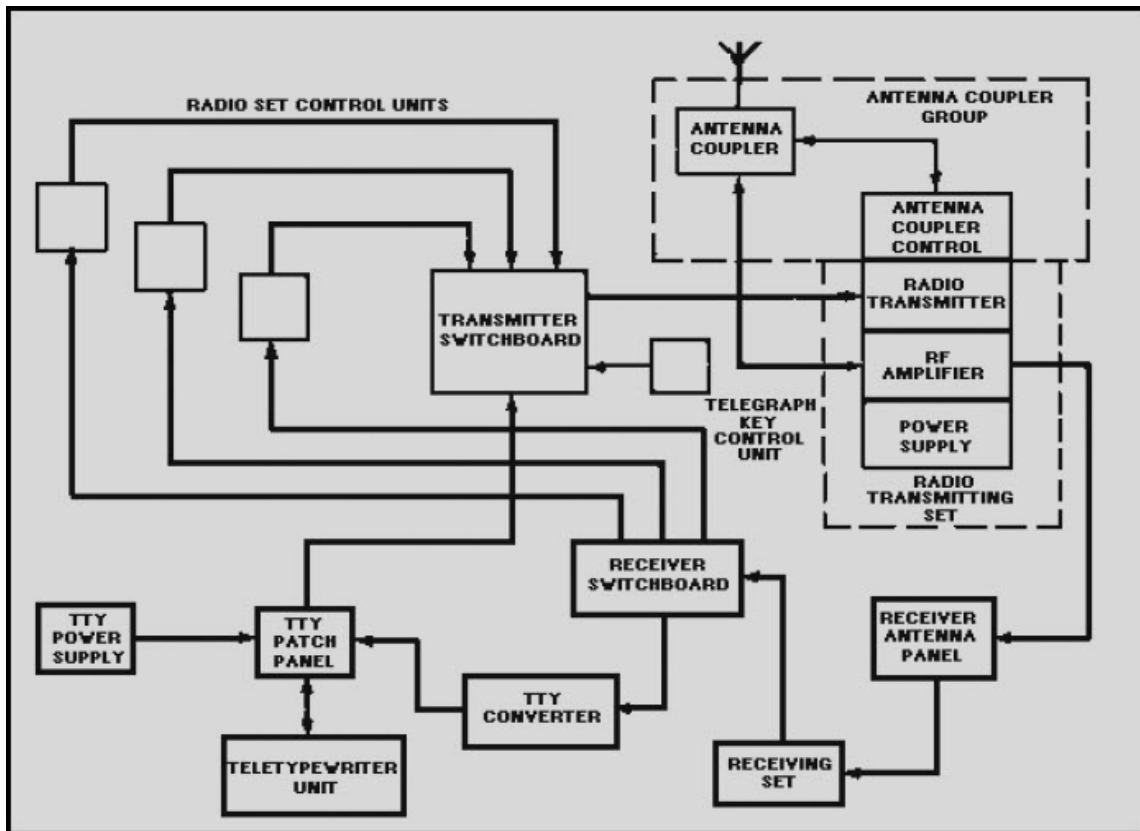 RADIO SET CONTROL UNITS
ANTENNA COUPLER
GROUP
ANTENNA
COUPLER
ANTENNA
COUPLER
CONTROL
RADIO
TRANSMITTER
TRANSMITTER
SWITCHBOARD
RF
AMPLIFIER
TELEGRAPH
KEY
CONTROL
UNIT
POWER
SUPPLY
RADIO
TRANSMITTING
SET
RECEIVER
SWITCHBOARD
TTY
POWER
SUPPLY
TTY
PATCH
PANEL
RECEIVER
ANTENNA
PANEL
TTY
CONVERTER
TELETYPEWRITER
UNIT
RECEIVING
SET